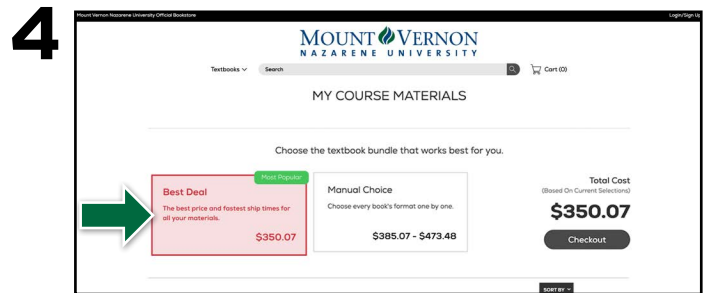 4
Mount Vernon Nazarene University Official Bookstore
Login/Sign Up
MOUNT VERNON
NAZARENE UNIVERSITY
Textbooks
Search
Cart (0)
MY COURSE MATERIALS
Choose the textbook bundle that works best for you.
Most Popular
Best Deal
The best price and fastest ship times for
all your materials.
$350.07
Manual Choice
Choose every book's format one by one.
$385.07 - $473.48
Total Cost
(Based On Current Selections)
$350.07
Checkout
SORT BY